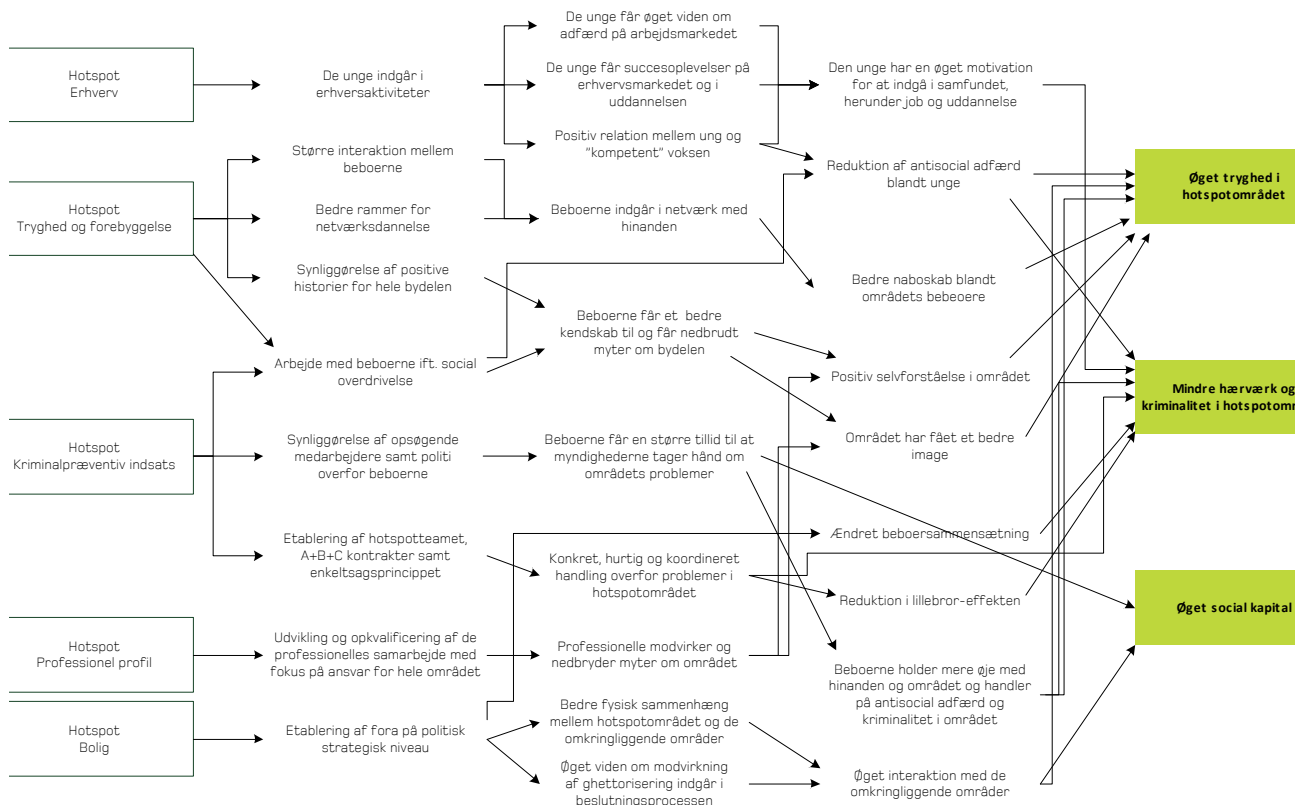 Hotspot
Erhverv
Hotspot
Tryghed og forebyggelse
Hotspot
Kriminalpræventiv indsats
Hotspot
Professionel profil
Hotspot
Bolig
De unge indgår i
erhversaktiviteter
Større interaktion mellem
beboerne
Bedre rammer for
netværksdannelse
Synliggørelse af positive
historier for hele bydelen
Arbejde med beboerne ift. social
overdrivelse
Synliggørelse af opsøgende
medarbejdere samt politi
overfor beboerne
Etablering af hotspotteamet,
A+B+C kontrakter samt
enkeltsagsprincippet
Udvikling og opkvalificering af de
professionelles samarbejde med
fokus på ansvar for hele området
Etablering af fora på politisk
strategisk niveau
De unge får øget viden om
adfærd på arbejdsmarkedet
De unge får succesoplevelser på
erhvervsmarkedet og i
uddannelsen
Positiv relation mellem ung og
"kompetent" voksen
Beboerne indgår i netværk med
hinanden
Beboerne får et bedre
kendskab til og får nedbrudt
myter om bydelen
Beboerne får en større tillid til at
myndighederne tager hånd om
områdets problemer
Konkret, hurtig og koordineret
handling overfor problemer i
hotspotområdet
Professionelle modvirker og
nedbryder myter om området
Bedre fysisk sammenhæng
mellem hotspotområdet og de
omkringliggende områder
Øget viden om modvirkning
af ghettorisering indgår i
beslutningsprocessen
Den unge har en øget motivation
for at indgå i samfundet,
herunder job og uddannelse
Reduktion af antisocial adfærd
blandt unge
Bedre naboskab blandt
områdets bebeoere
Positiv selvforståelse i området
Området har fået et bedre
image
Ændret beboersammensætning
Reduktion i lillebror-effekten
Beboerne holder mere øje med
hinanden og området og handler
på antisocial adfærd og
kriminalitet i området
Øget interaktion med de
omkringliggende områder
Øget tryghed i
hotspotområdet
Mindre hærværk og
kriminalitet i hotspotom
Øget social kapital